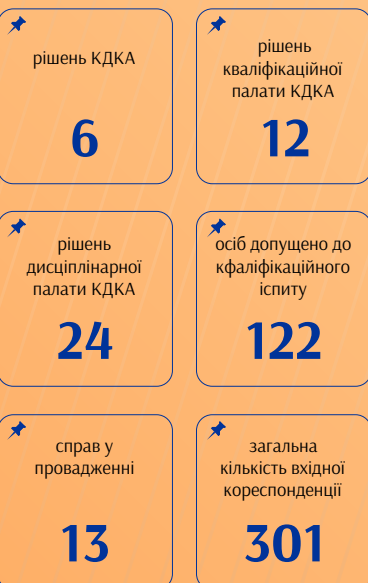 рішень КДКА
6
рішень
кваліфікаційної
палати КДКА
12
рішень
дисціплінарної
палати КДКА
24
осіб допущено до
кфаліфікаційного
іспиту
122
справ у
провадженні
13
загальна
кількість вхідної
кореспонденції
301